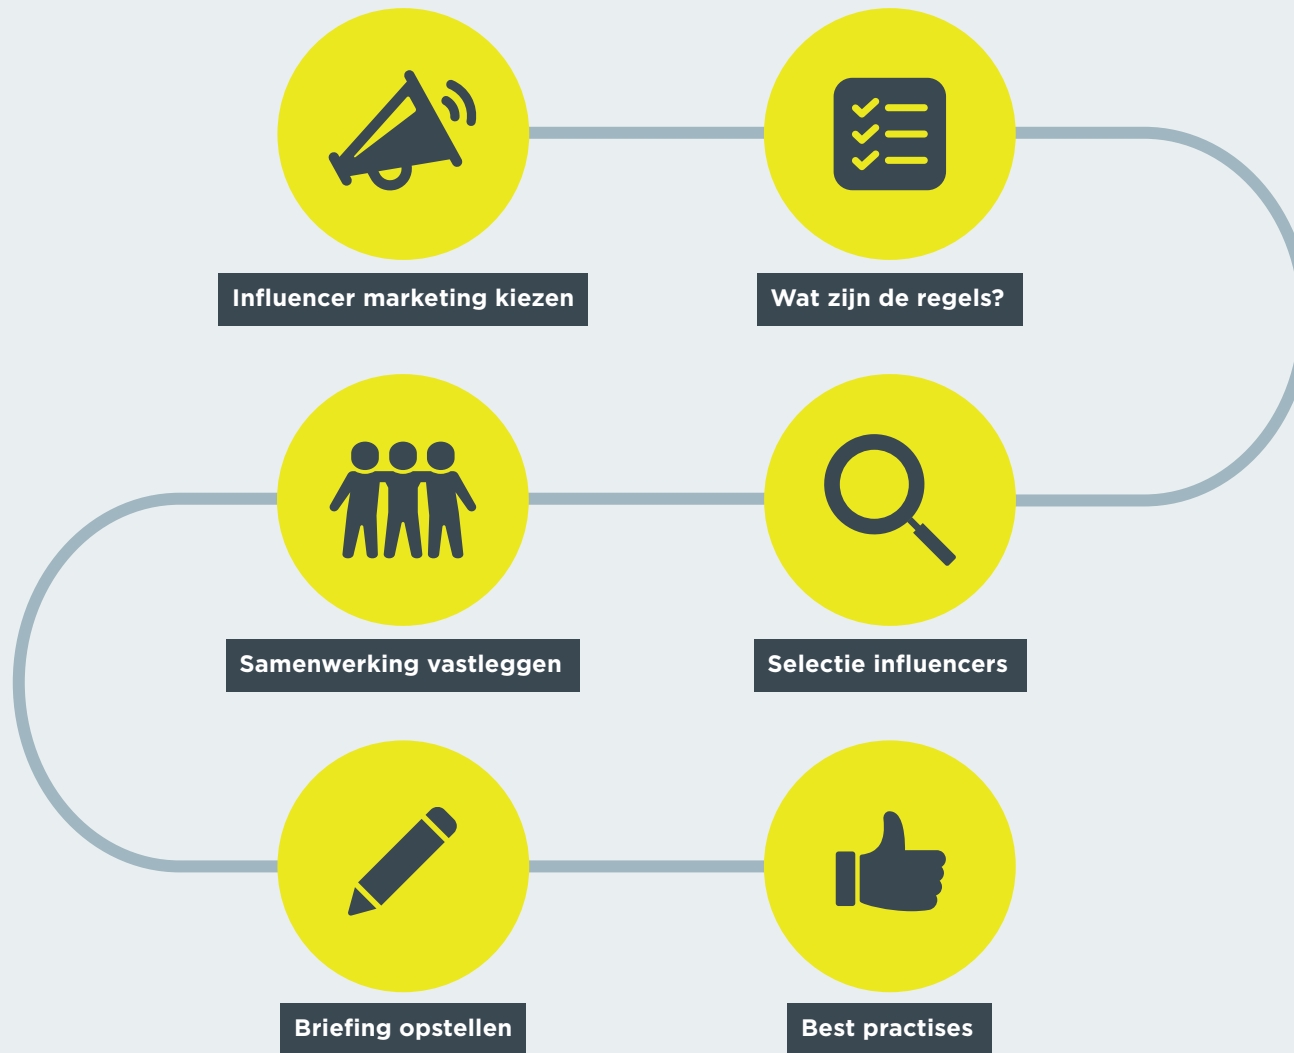 Influencer marketing kiezen
Wat zijn de regels?
Samenwerking vastleggen
Selectie influencers
Briefing opstellen
Best practises